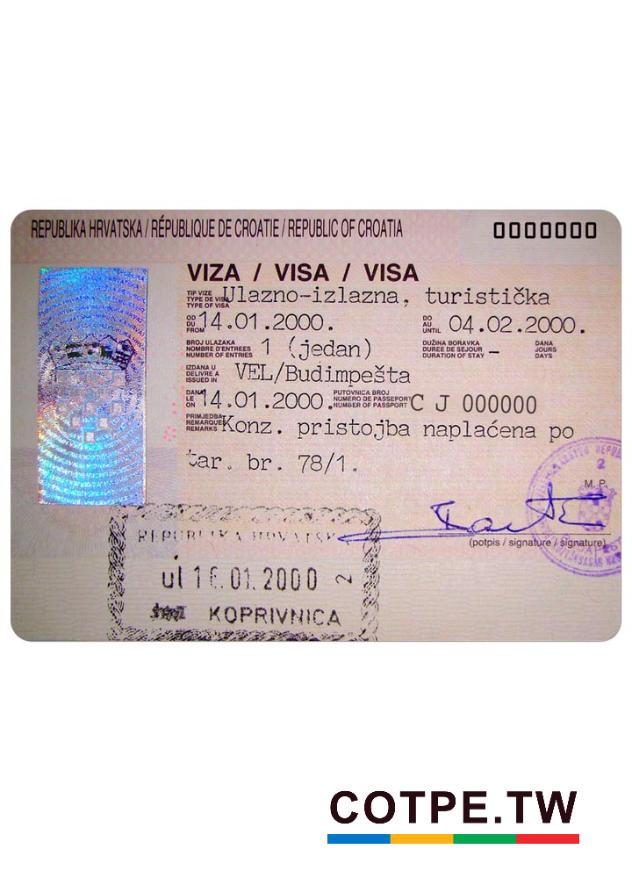 REPUBLIKA HRVATSKA / RÉPUBLIQUE DE CROATIE / REPUBLIC OF CROATIA 0000000
VIZA / VISA / VISA
TIP VIZE
TYPE DE VISA
TYPE OF VISA
Ulazno-izlazna, turistička
OD
DU
FROM
14.01.2000.
DO
AU
UNTIL
04.02.2000.
BROJ ULAZAKA
NOMBRE D'ENTREES
NUMBER OF ENTRIES
1 (jedan)
DUŽINA BORAVKA
DUREE DE SEJOUR
DURATION OF STAY
-
DANA
JOURS
DAYS
IZDANA U
DELIVRE A
ISSUED IN
VEL/Budimpešta
DANA
LE
ON
14.01.2000.
PUTOVNICA BROJ
NUMERO DE PASSEPORT
NUMBER OF PASSPORT
C J 000000
PRIMJEDBA
REMARQUE
REMARKS
Konz. pristojba naplaćena po
tar. br. 78/1.
2
M. P.
(potpis / signature / signature)
REPUBLIKA HRVATSK
ul 16.01.2000 2
KOPRIVNICA
COTPE.TW